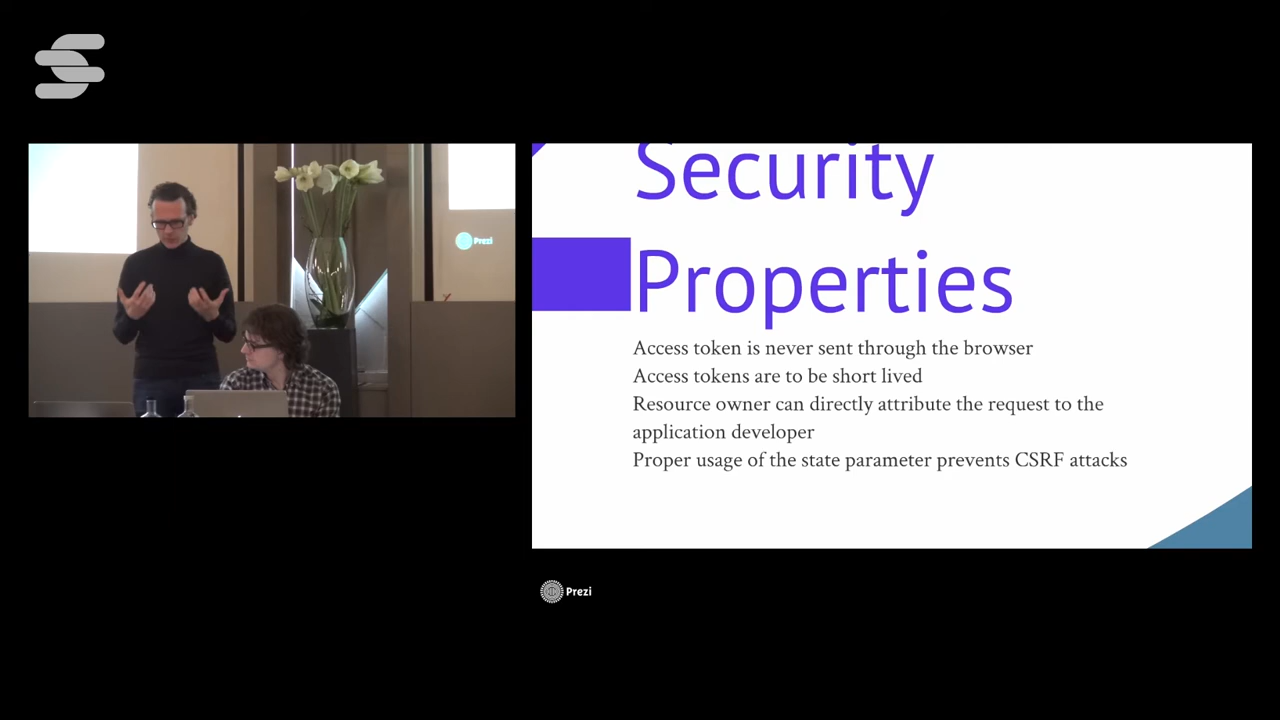 Prezi
Security
Properties
Access token is never sent through the browser
Access tokens are to be short lived
Resource owner can directly attribute the request to the
application developer
Proper usage of the state parameter prevents CSRF attacks
Prezi